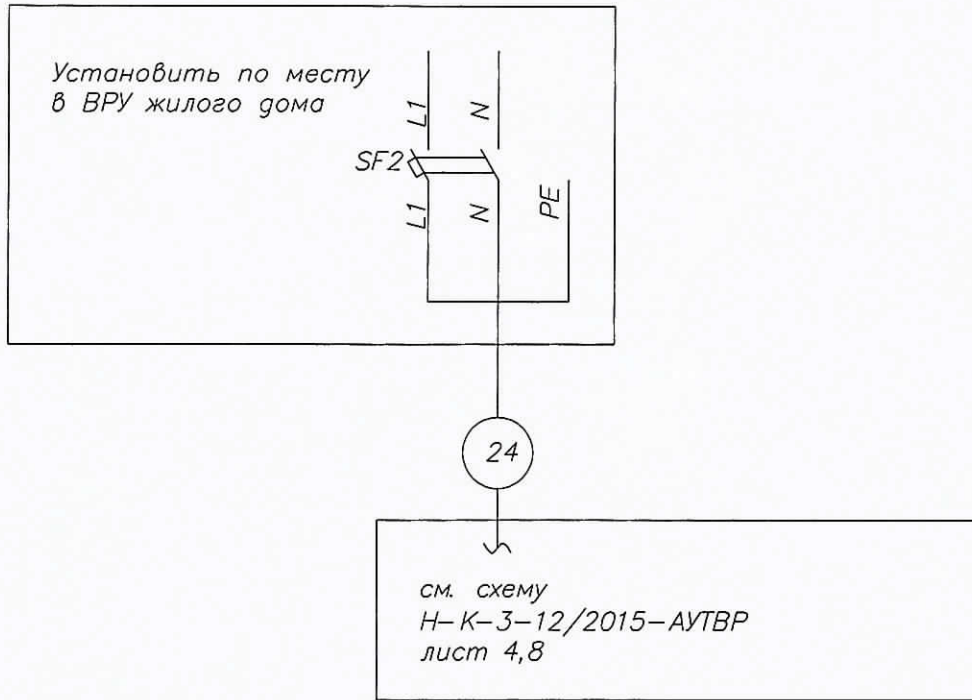 Установить по месту
в ВРУ жилого дома
L1
N
SF2
L1
N
PE
24
см. схему
Н-К-3-12/2015-АУТВР
лист 4,8